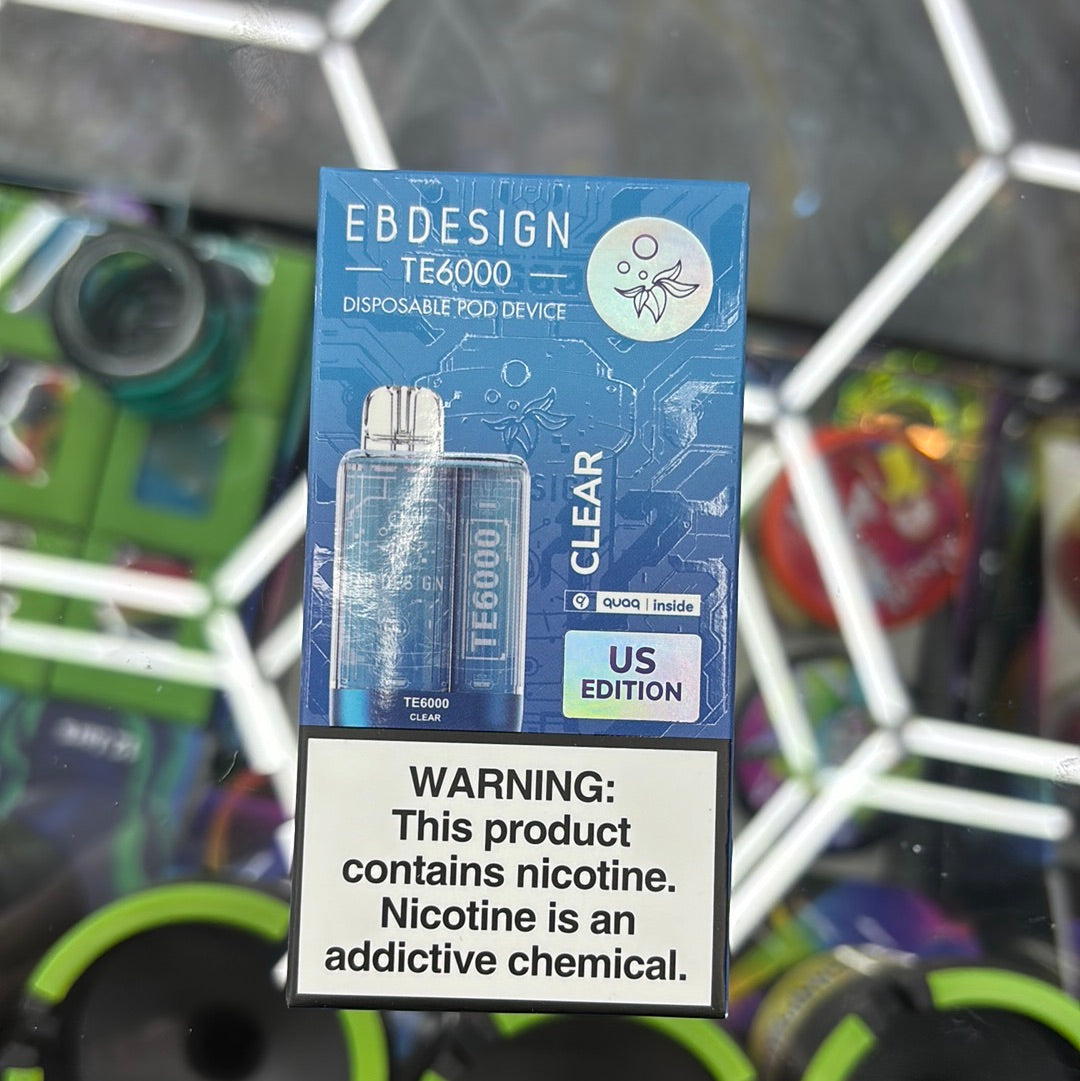 EBDESIGN
— TE6000 —
DISPOSABLE POD DEVICE
CLEAR
TE6000
quaq | inside
US
EDITION
TE6000
CLEAR
WARNING:
This product
contains nicotine.
Nicotine is an
addictive chemical.